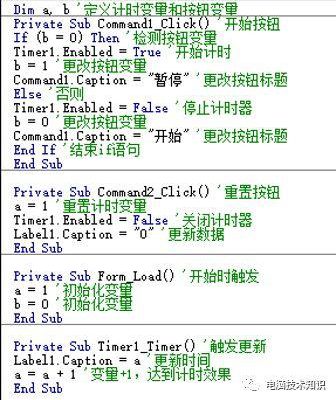 Dim a, b '定义计时变量和按钮变量
Private Sub Command1_Click() '开始按钮
If (b = 0) Then '检测按钮变量
Timer1.Enabled = True '开始计时
b = 1 '更改按钮变量
Command1.Caption = "暂停" '更改按钮标题
Else '否则
Timer1.Enabled = False '停止计时器
b = 0 '更改按钮变量
Command1.Caption = "开始" '更改按钮标题
End If '结束if语句
End Sub
Private Sub Command2_Click() '重置按钮
a = 1 '重置计时变量
Timer1.Enabled = False '关闭计时器
Label1.Caption = "0" '更新数据
End Sub
Private Sub Form_Load() '开始时触发
a = 1 '初始化变量
b = 0 '初始化变量
End Sub
Private Sub Timer1_Timer() '触发更新
Label1.Caption = a '更新时间
a = a + 1 '变量+1，达到计时效果
End Sub
电脑技术知识